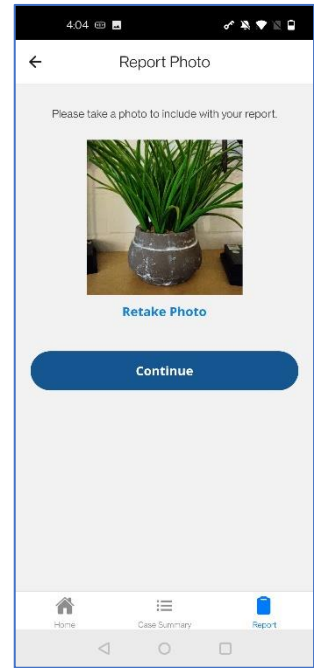 4:04
Report Photo
Please take a photo to include with your report.
Retake Photo
Continue
Home
Case Summary
Report